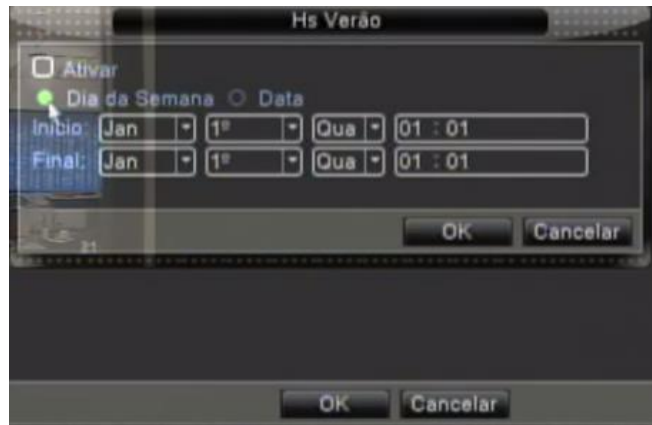 Hs Verão
Ativar
Dia da Semana Data
Início: Jan 1º Qua 01 : 01
Final: Jan 1º Qua 01 : 01
OK Cancelar
21
OK Cancelar